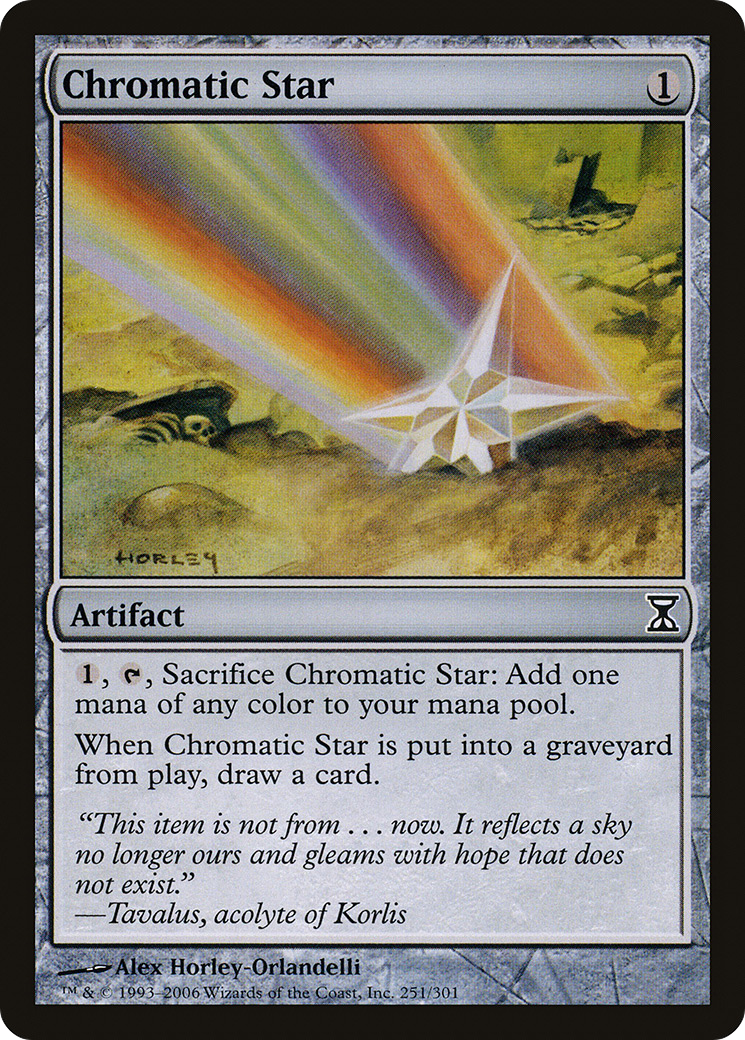 Chromatic Star 1
HORLEY
Artifact
1, , Sacrifice Chromatic Star: Add one
mana of any color to your mana pool.
When Chromatic Star is put into a graveyard
from play, draw a card.
“This item is not from . . . now. It reflects a sky
no longer ours and gleams with hope that does
not exist.”
—Tavalus, acolyte of Korlis
Alex Horley-Orlandelli
™ & © 1993–2006 Wizards of the Coast, Inc. 251/301